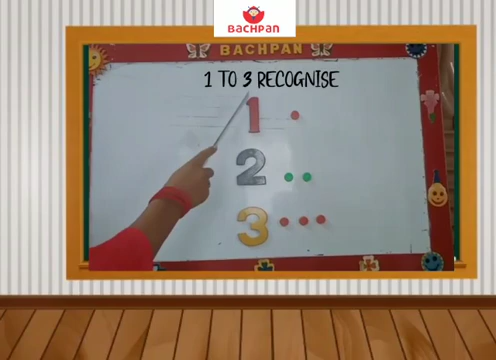 BACHPAN
BACHPAN
1 TO 3 RECOGNISE
1
2
3